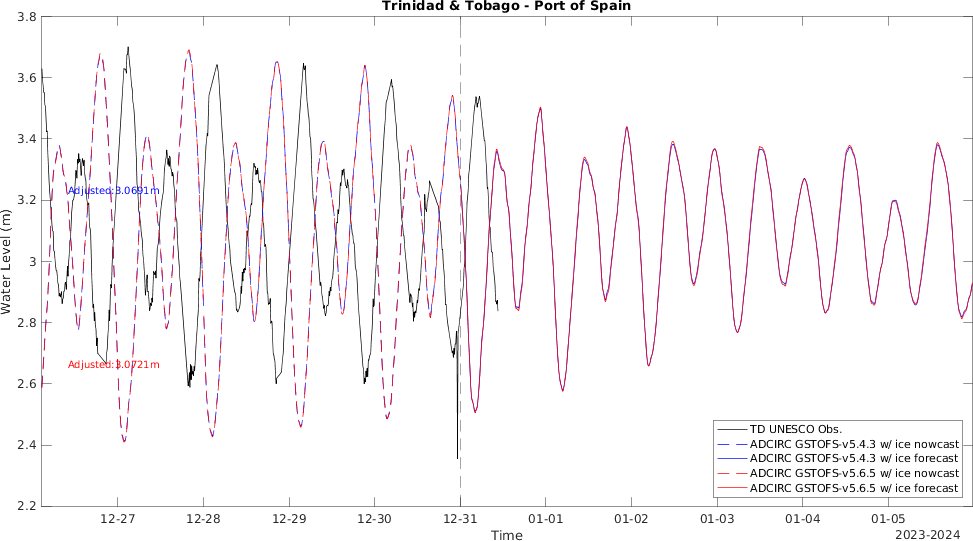 Trinidad & Tobago - Port of Spain
3.8
3.6
3.4
3.2
3
2.8
2.6
2.4
2.2
Water Level (m)
Adjusted:3.0691m
Adjusted:3.0721m
TD UNESCO Obs.
ADCIRC GSTOFS-v5.4.3 w/ ice nowcast
ADCIRC GSTOFS-v5.4.3 w/ ice forecast
ADCIRC GSTOFS-v5.6.5 w/ ice nowcast
ADCIRC GSTOFS-v5.6.5 w/ ice forecast
12-27 12-28 12-29 12-30 12-31 01-01 01-02 01-03 01-04 01-05
Time
2023-2024